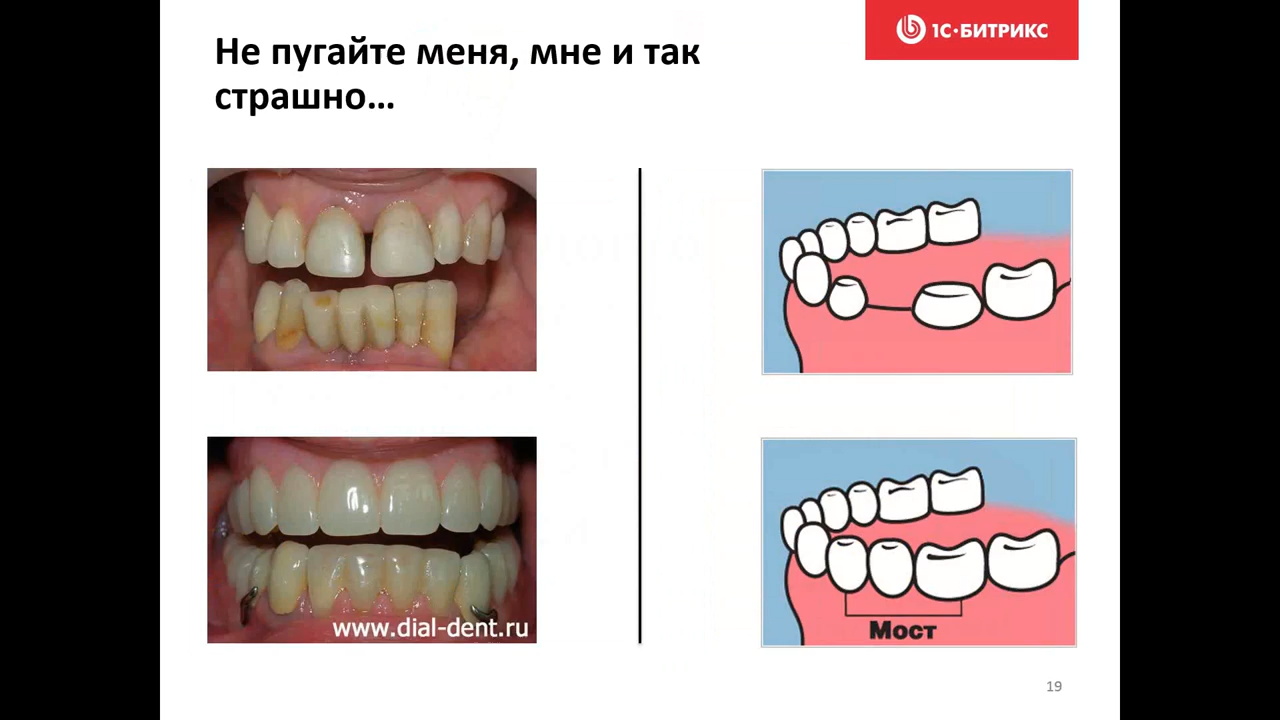 Не пугайте меня, мне и так
страшно...
1С·БИТРИКС
www.dial-dent.ru
Мост
19